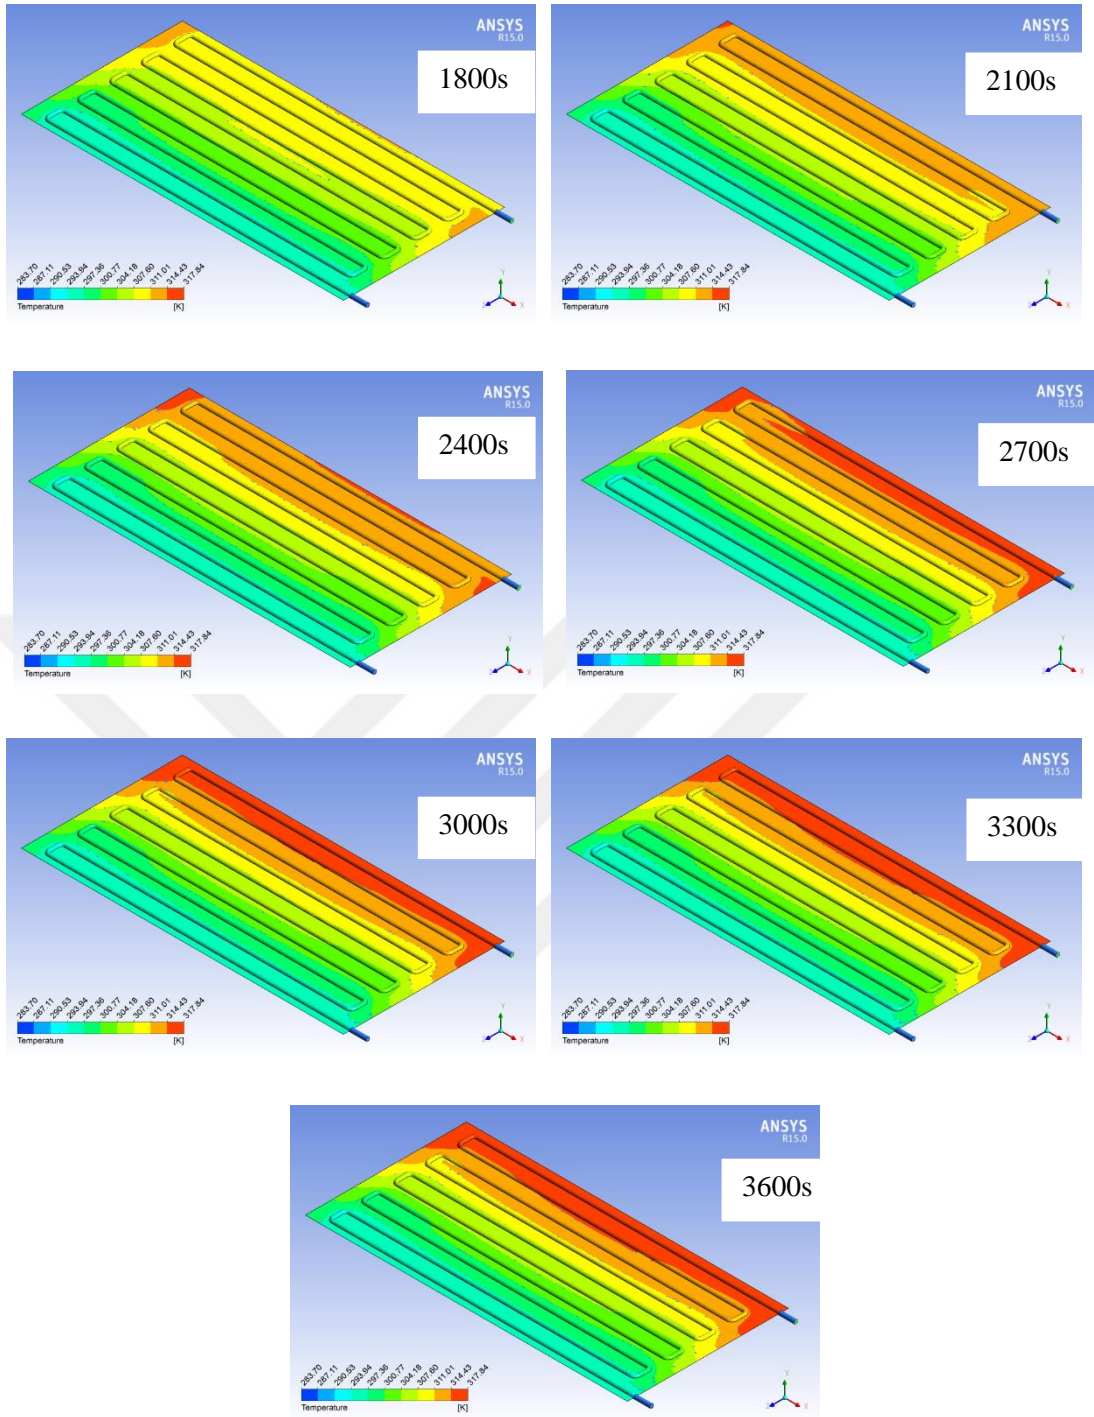 ANSYS
R15.0
1800s
283.70 287.11 290.53 293.94 297.36 300.77 304.18 307.60 311.01 314.43 317.84
Temperature [K]
Y
Z X
ANSYS
R15.0
2100s
283.70 287.11 290.53 293.94 297.36 300.77 304.18 307.60 311.01 314.43 317.84
Temperature [K]
Y
Z X
ANSYS
R15.0
2400s
283.70 287.11 290.53 293.94 297.36 300.77 304.18 307.60 311.01 314.43 317.84
Temperature [K]
Y
Z X
ANSYS
R15.0
2700s
283.70 287.11 290.53 293.94 297.36 300.77 304.18 307.60 311.01 314.43 317.84
Temperature [K]
Y
Z X
ANSYS
R15.0
3000s
283.70 287.11 290.53 293.94 297.36 300.77 304.18 307.60 311.01 314.43 317.84
Temperature [K]
Y
Z X
ANSYS
R15.0
3300s
283.70 287.11 290.53 293.94 297.36 300.77 304.18 307.60 311.01 314.43 317.84
Temperature [K]
Y
Z X
ANSYS
R15.0
3600s
283.70 287.11 290.53 293.94 297.36 300.77 304.18 307.60 311.01 314.43 317.84
Temperature [K]
Y
Z X